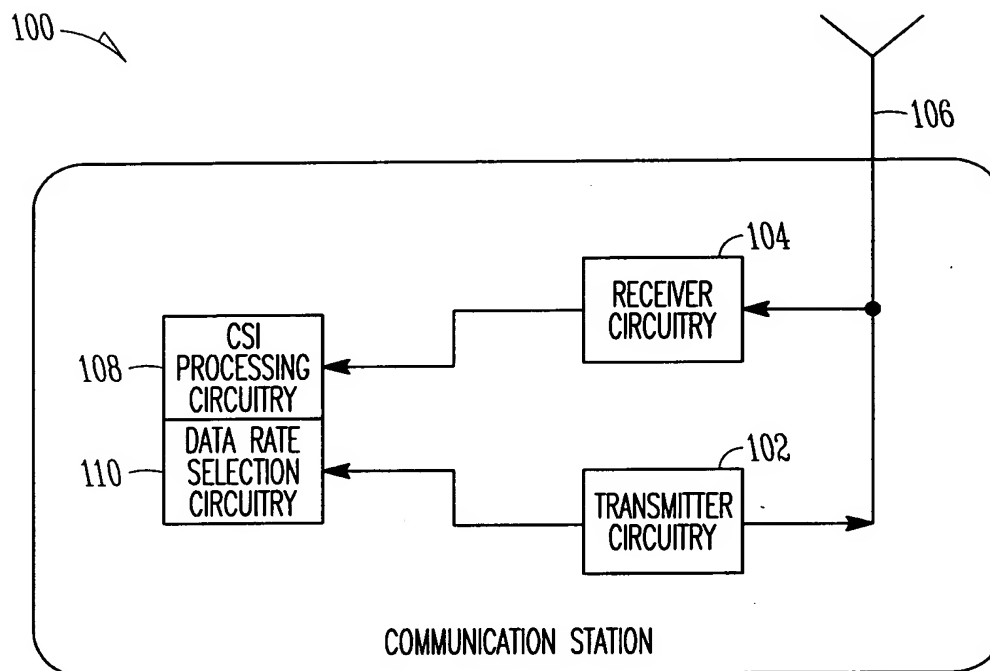 100
106
104
RECEIVER
CIRCUITRY
CSI
PROCESSING
CIRCUITRY
108
DATA RATE
SELECTION
CIRCUITRY
110
102
TRANSMITTER
CIRCUITRY
COMMUNICATION STATION